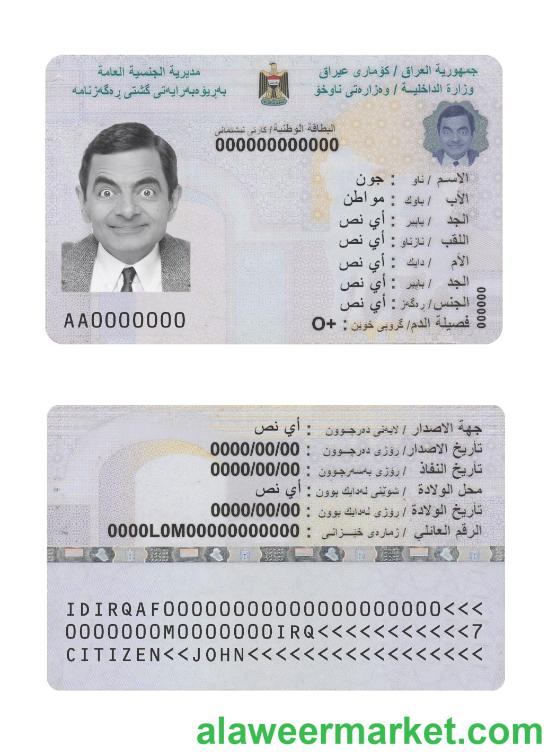 جمهورية العراق / كۆماری عیراق
وزارة الداخلية / وەزارەتی ناوخۆ
مديرية الجنسية العامة
بەڕێوەبەرایەتی گشتی ڕەگەزنامە
البطاقة الوطنية / كارتی نیشتمانی
000000000000
الاسم / ناو : جون
الأب / باوك : مواطن
الجد / باپیر : أي نص
اللقب / نازناو : أي نص
الأم / دایك : أي نص
الجد / باپیر : أي نص
الجنس / ڕەگەز : أي نص
فصيلة الدم / گروپی خوین : O+
000000
AA0000000
جهة الاصدار / لایەنی دەرچوون : أي نص
تاريخ الاصدار / رۆژی دەرچوون : 0000/00/00
تاريخ النفاذ / رۆژی بەسەرچوون : 0000/00/00
محل الولادة / شوێنی لەدایك بوون : أي نص
تاريخ الولادة / رۆژی لەدایك بوون : 0000/00/00
الرقم العائلي / ژمارەی خێزانی : 0000L0M00000000000
IDIRQAF00000000000000000000<<<
0000000M0000000IRQ<<<<<<<<<<<7
CITIZEN<<JOHN<<<<<<<<<<<<<<<<<
alaweermarket.com